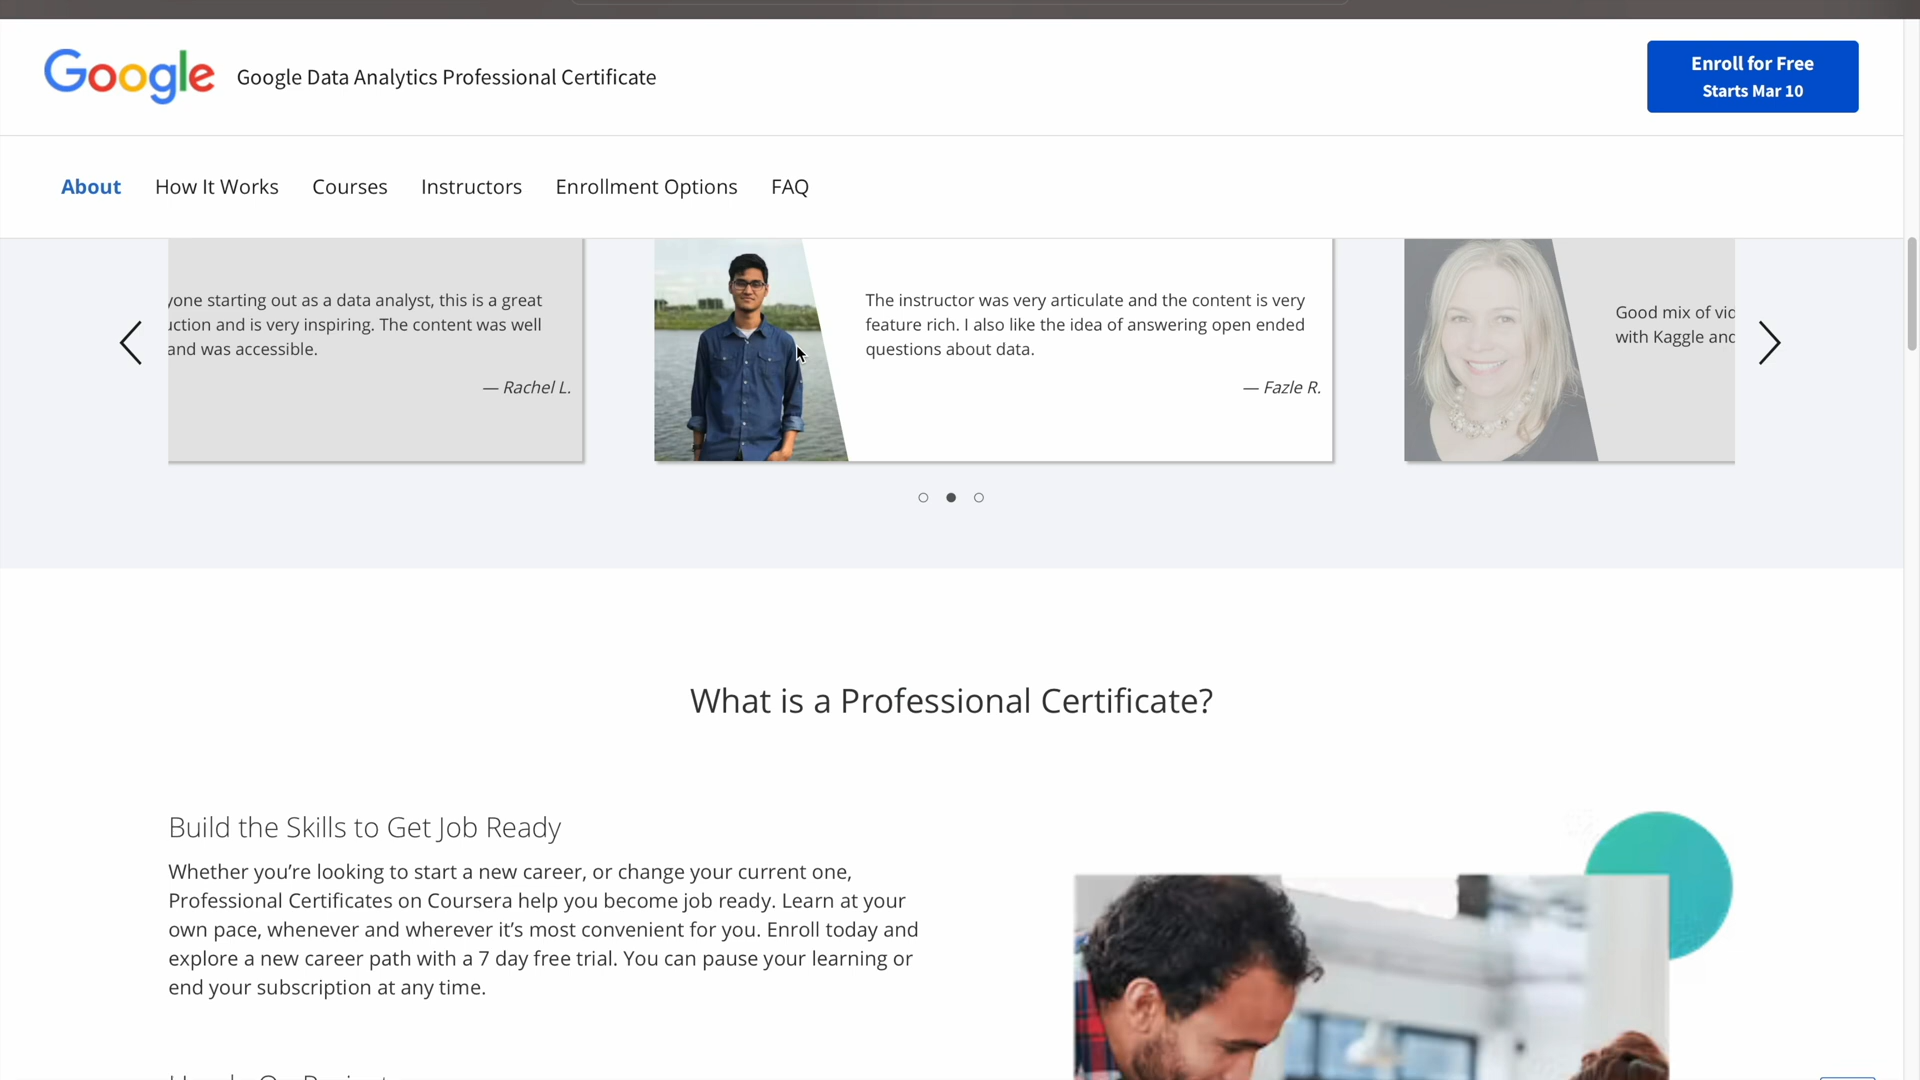 Google
Google Data Analytics Professional Certificate
Enroll for Free
Starts Mar 10
About
How It Works
Courses
Instructors
Enrollment Options
FAQ
yone starting out as a data analyst, this is a great
uction and is very inspiring. The content was well
and was accessible.
— Rachel L.
The instructor was very articulate and the content is very
feature rich. I also like the idea of answering open ended
questions about data.
— Fazle R.
Good mix of vid
with Kaggle and
What is a Professional Certificate?
Build the Skills to Get Job Ready
Whether you’re looking to start a new career, or change your current one,
Professional Certificates on Coursera help you become job ready. Learn at your
own pace, whenever and wherever it’s most convenient for you. Enroll today and
explore a new career path with a 7 day free trial. You can pause your learning or
end your subscription at any time.